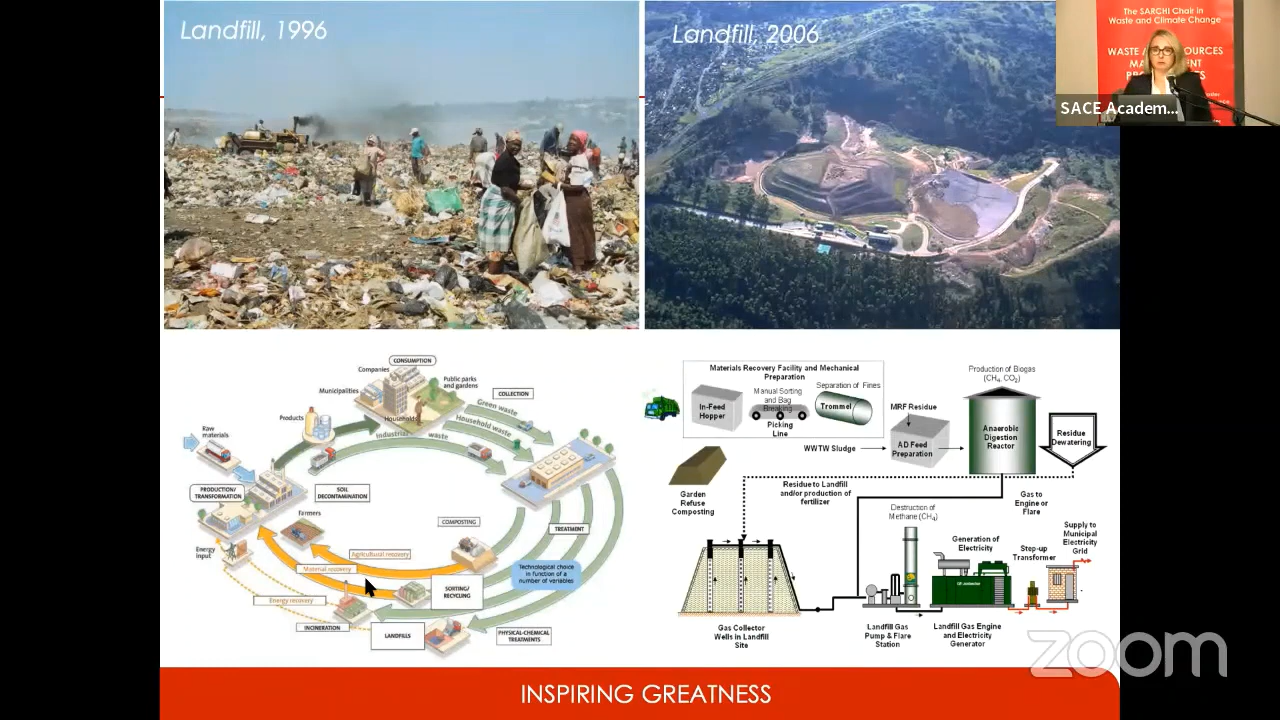 Landfill, 1996
Landfill, 2006
The SARCHI Chair in
Waste and Climate Change
SACE Academ...
CONSUMPTION
Companies
Municipalities
Public parks
and gardens
Households
Products
COLLECTION
Green waste
Household waste
Industrial waste
Raw
materials
PRODUCTION/
TRANSFORMATION
SOIL
DECONTAMINATION
Farmers
COMPOSTING
TREATMENT
Energy
input
Agricultural recovery
Material recovery
Energy recovery
Technological choice
in function of a
number of variables
SORTING/
RECYCLING
INCINERATION
LANDFILLS
PHYSICAL-CHEMICAL
TREATMENTS
Materials Recovery Facility and Mechanical
Preparation
In-Feed
Hopper
Manual Sorting
and Bag
Breaking
Picking
Line
Separation of Fines
Trommel
MRF Residue
WWTW Sludge
AD Feed
Preparation
Production of Biogas
(CH4, CO2)
Anaerobic
Digestion
Reactor
Residue
Dewatering
Garden
Refuse
Composting
Residue to Landfill
and/or production of
fertilizer
Gas to
Engine or
Flare
Destruction of
Methane (CH4)
Generation of
Electricity
Step-up
Transformer
Supply to
Municipal
Electricity
Grid
Gas Collector
Wells in Landfill
Site
Landfill Gas
Pump & Flare
Station
Landfill Gas Engine
and Electricity
Generator
zoom
INSPIRING GREATNESS